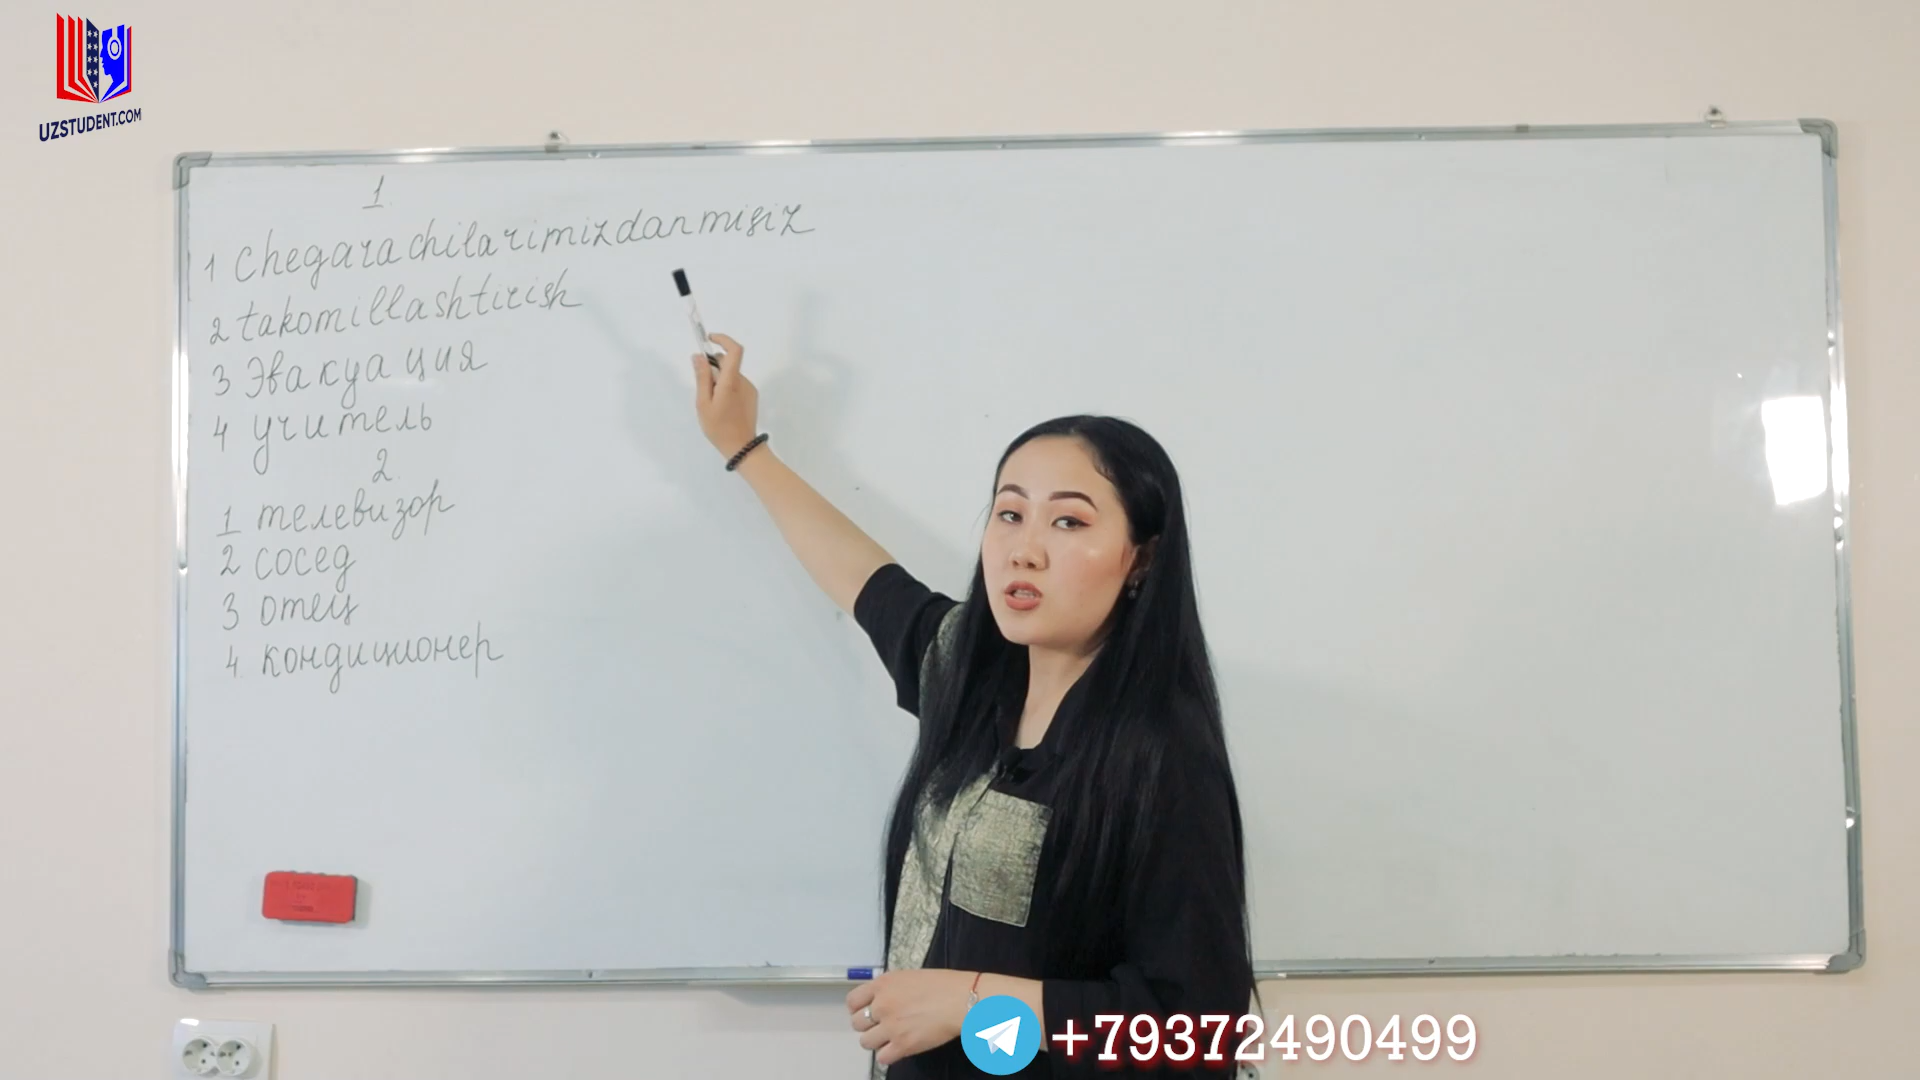 UZSTUDENT.COM
1.
1 Chegarachilarimizdanmisiz
2 takomillashtirish
3 Эвакуация
4 учитель
2.
1 телевизор
2 сосед
3 отец
4. кондиционер
+79372490499